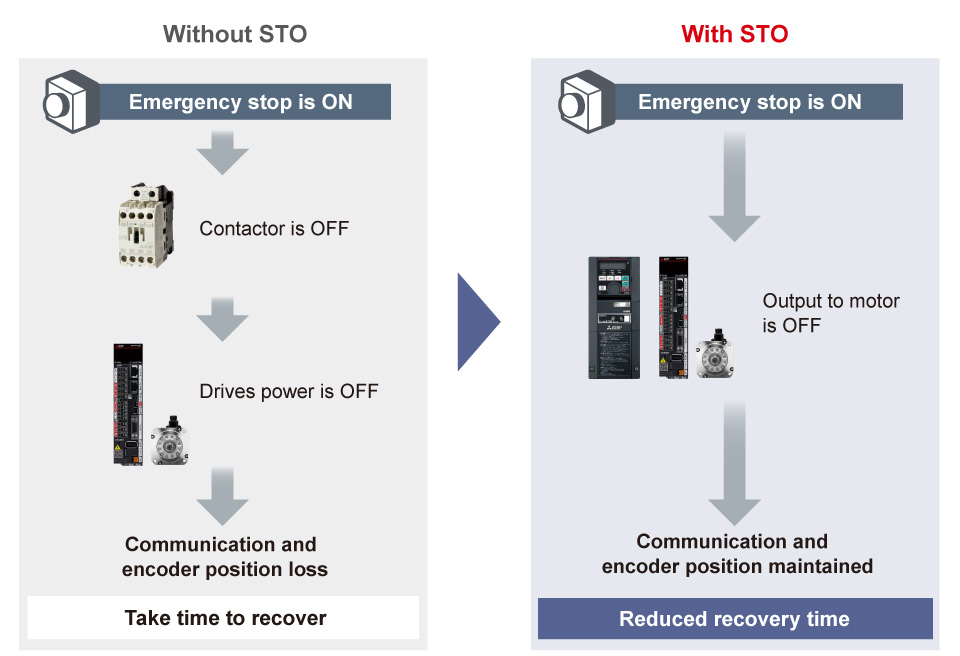 Without STO
Emergency stop is ON
Contactor is OFF
Drives power is OFF
Communication and
encoder position loss
Take time to recover
With STO
Emergency stop is ON
Output to motor
is OFF
Communication and
encoder position maintained
Reduced recovery time